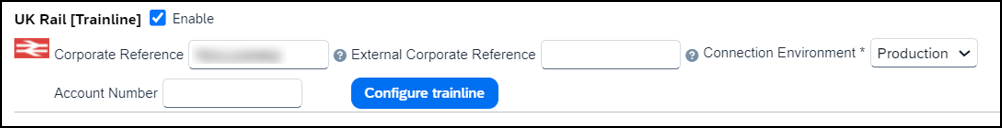 UK Rail [Trainline] Enable
Corporate Reference ? External Corporate Reference ? Connection Environment * Production
Account Number Configure trainline